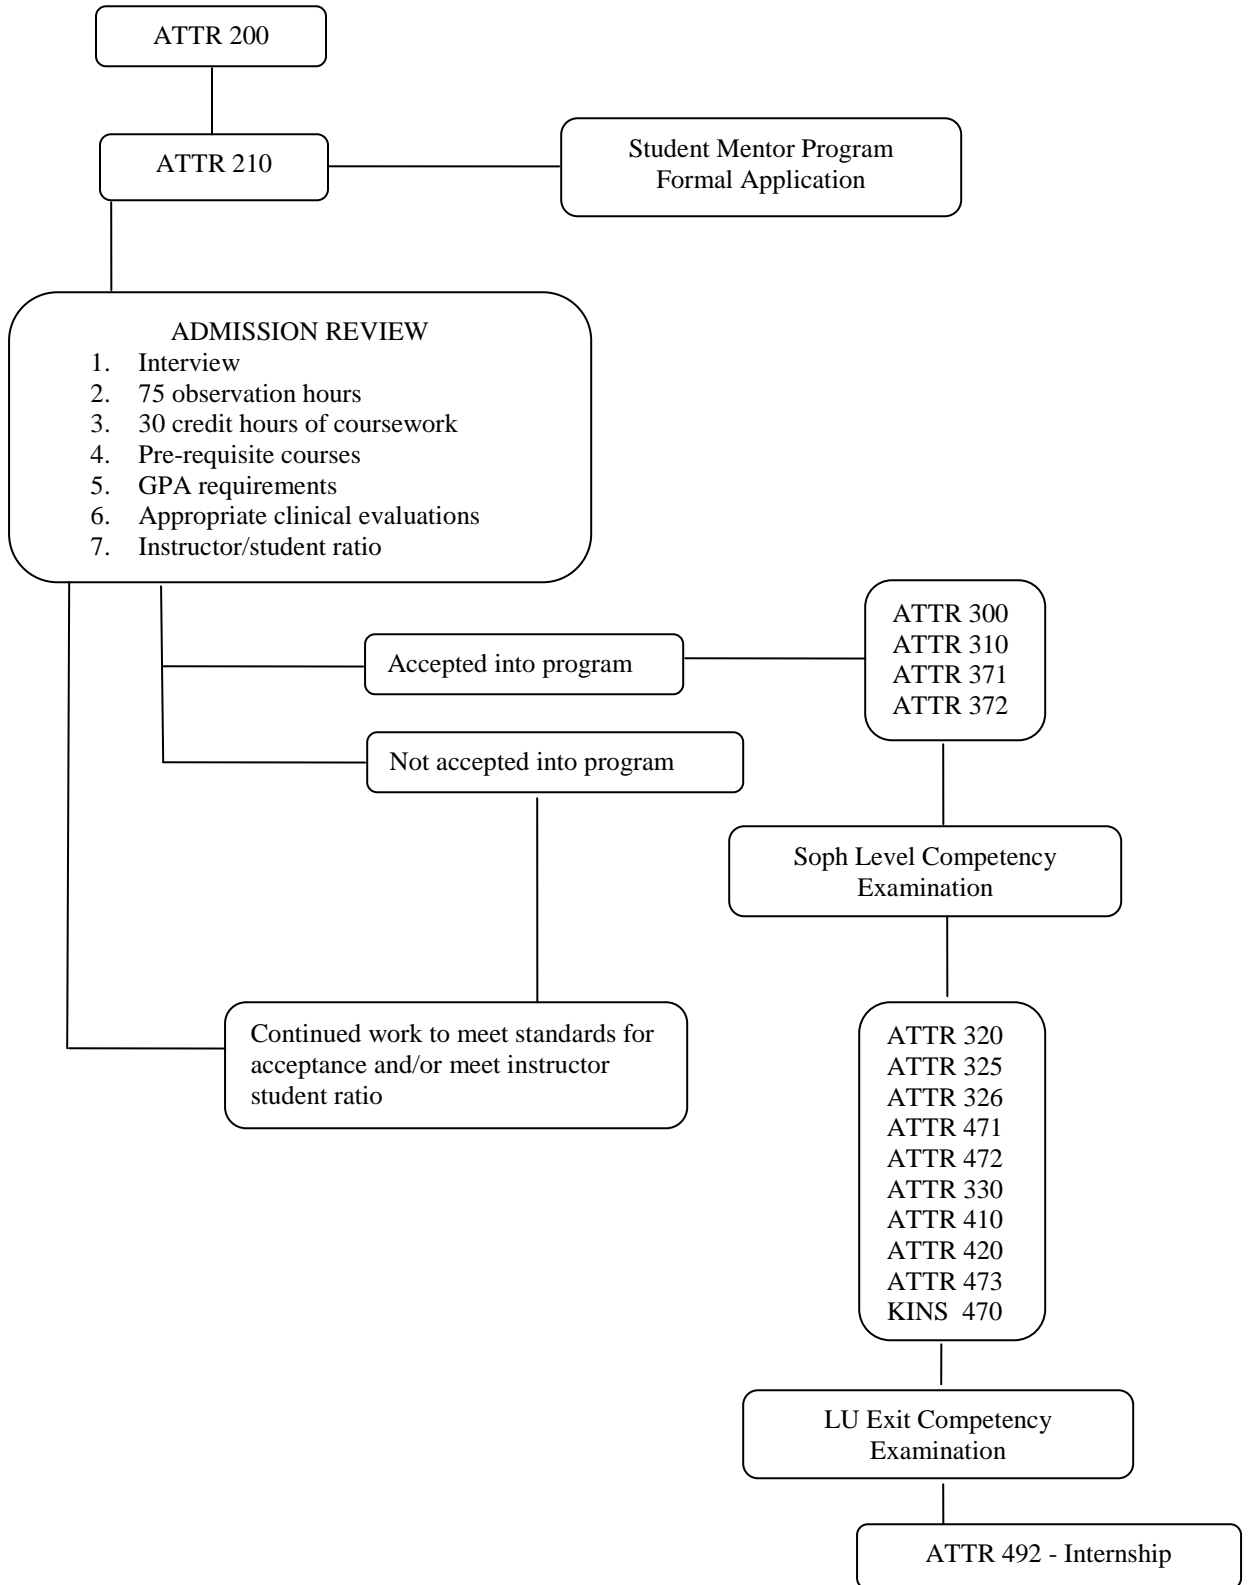 ATTR 200
ATTR 210
Student Mentor Program
Formal Application
ADMISSION REVIEW
1. Interview
2. 75 observation hours
3. 30 credit hours of coursework
4. Pre-requisite courses
5. GPA requirements
6. Appropriate clinical evaluations
7. Instructor/student ratio
Accepted into program
ATTR 300
ATTR 310
ATTR 371
ATTR 372
Not accepted into program
Soph Level Competency
Examination
Continued work to meet standards for
acceptance and/or meet instructor
student ratio
ATTR 320
ATTR 325
ATTR 326
ATTR 471
ATTR 472
ATTR 330
ATTR 410
ATTR 420
ATTR 473
KINS 470
LU Exit Competency
Examination
ATTR 492 - Internship